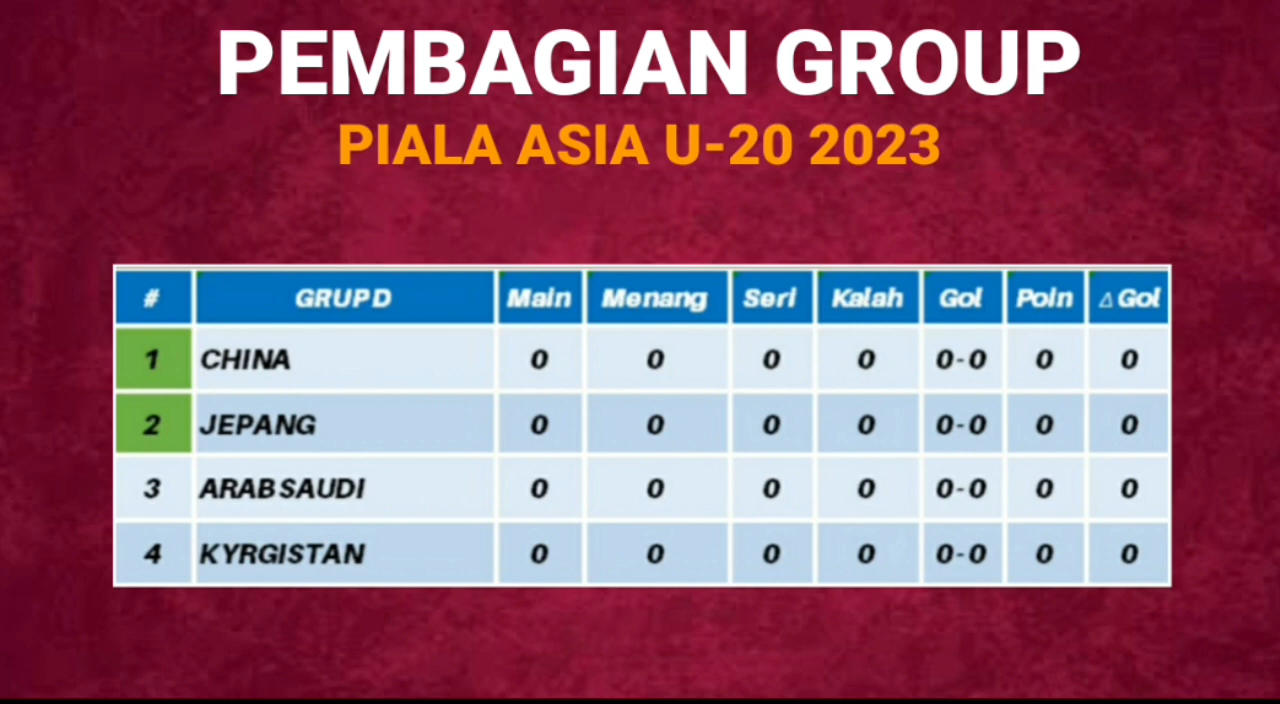 PEMBAGIAN GROUP
PIALA ASIA U-20 2023
# GRUP D Main Menang Seri Kalah Gol Poin Δ Gol
1 CHINA 0 0 0 0 0-0 0 0
2 JEPANG 0 0 0 0 0-0 0 0
3 ARAB SAUDI 0 0 0 0 0-0 0 0
4 KYRGISTAN 0 0 0 0 0-0 0 0